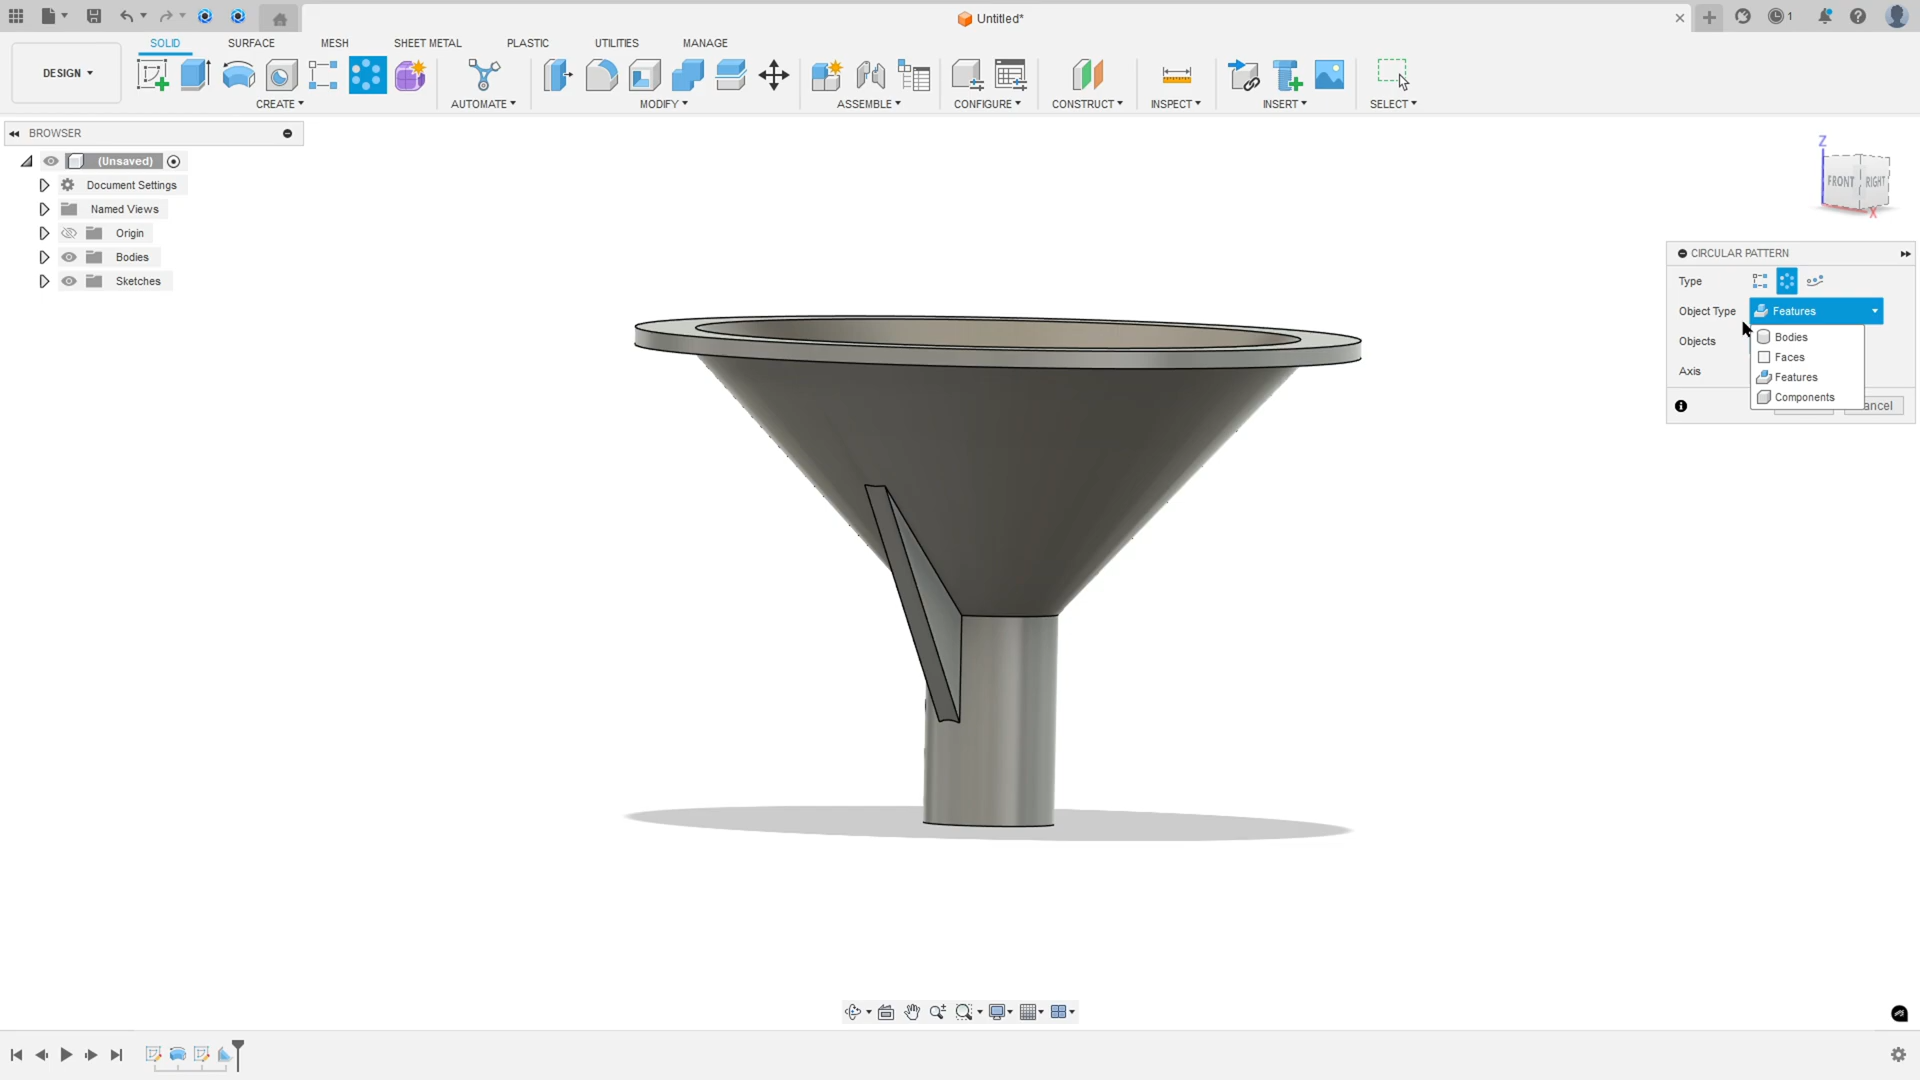 Untitled*
1
SOLID SURFACE MESH SHEET METAL PLASTIC UTILITIES MANAGE
DESIGN
CREATE AUTOMATE MODIFY ASSEMBLE CONFIGURE CONSTRUCT INSPECT INSERT SELECT
BROWSER
(Unsaved)
Document Settings
Named Views
Origin
Bodies
Sketches
Z
FRONT RIGHT
X
CIRCULAR PATTERN
Type
Object Type Features
Objects
Axis
Bodies
Faces
Features
Components
ancel